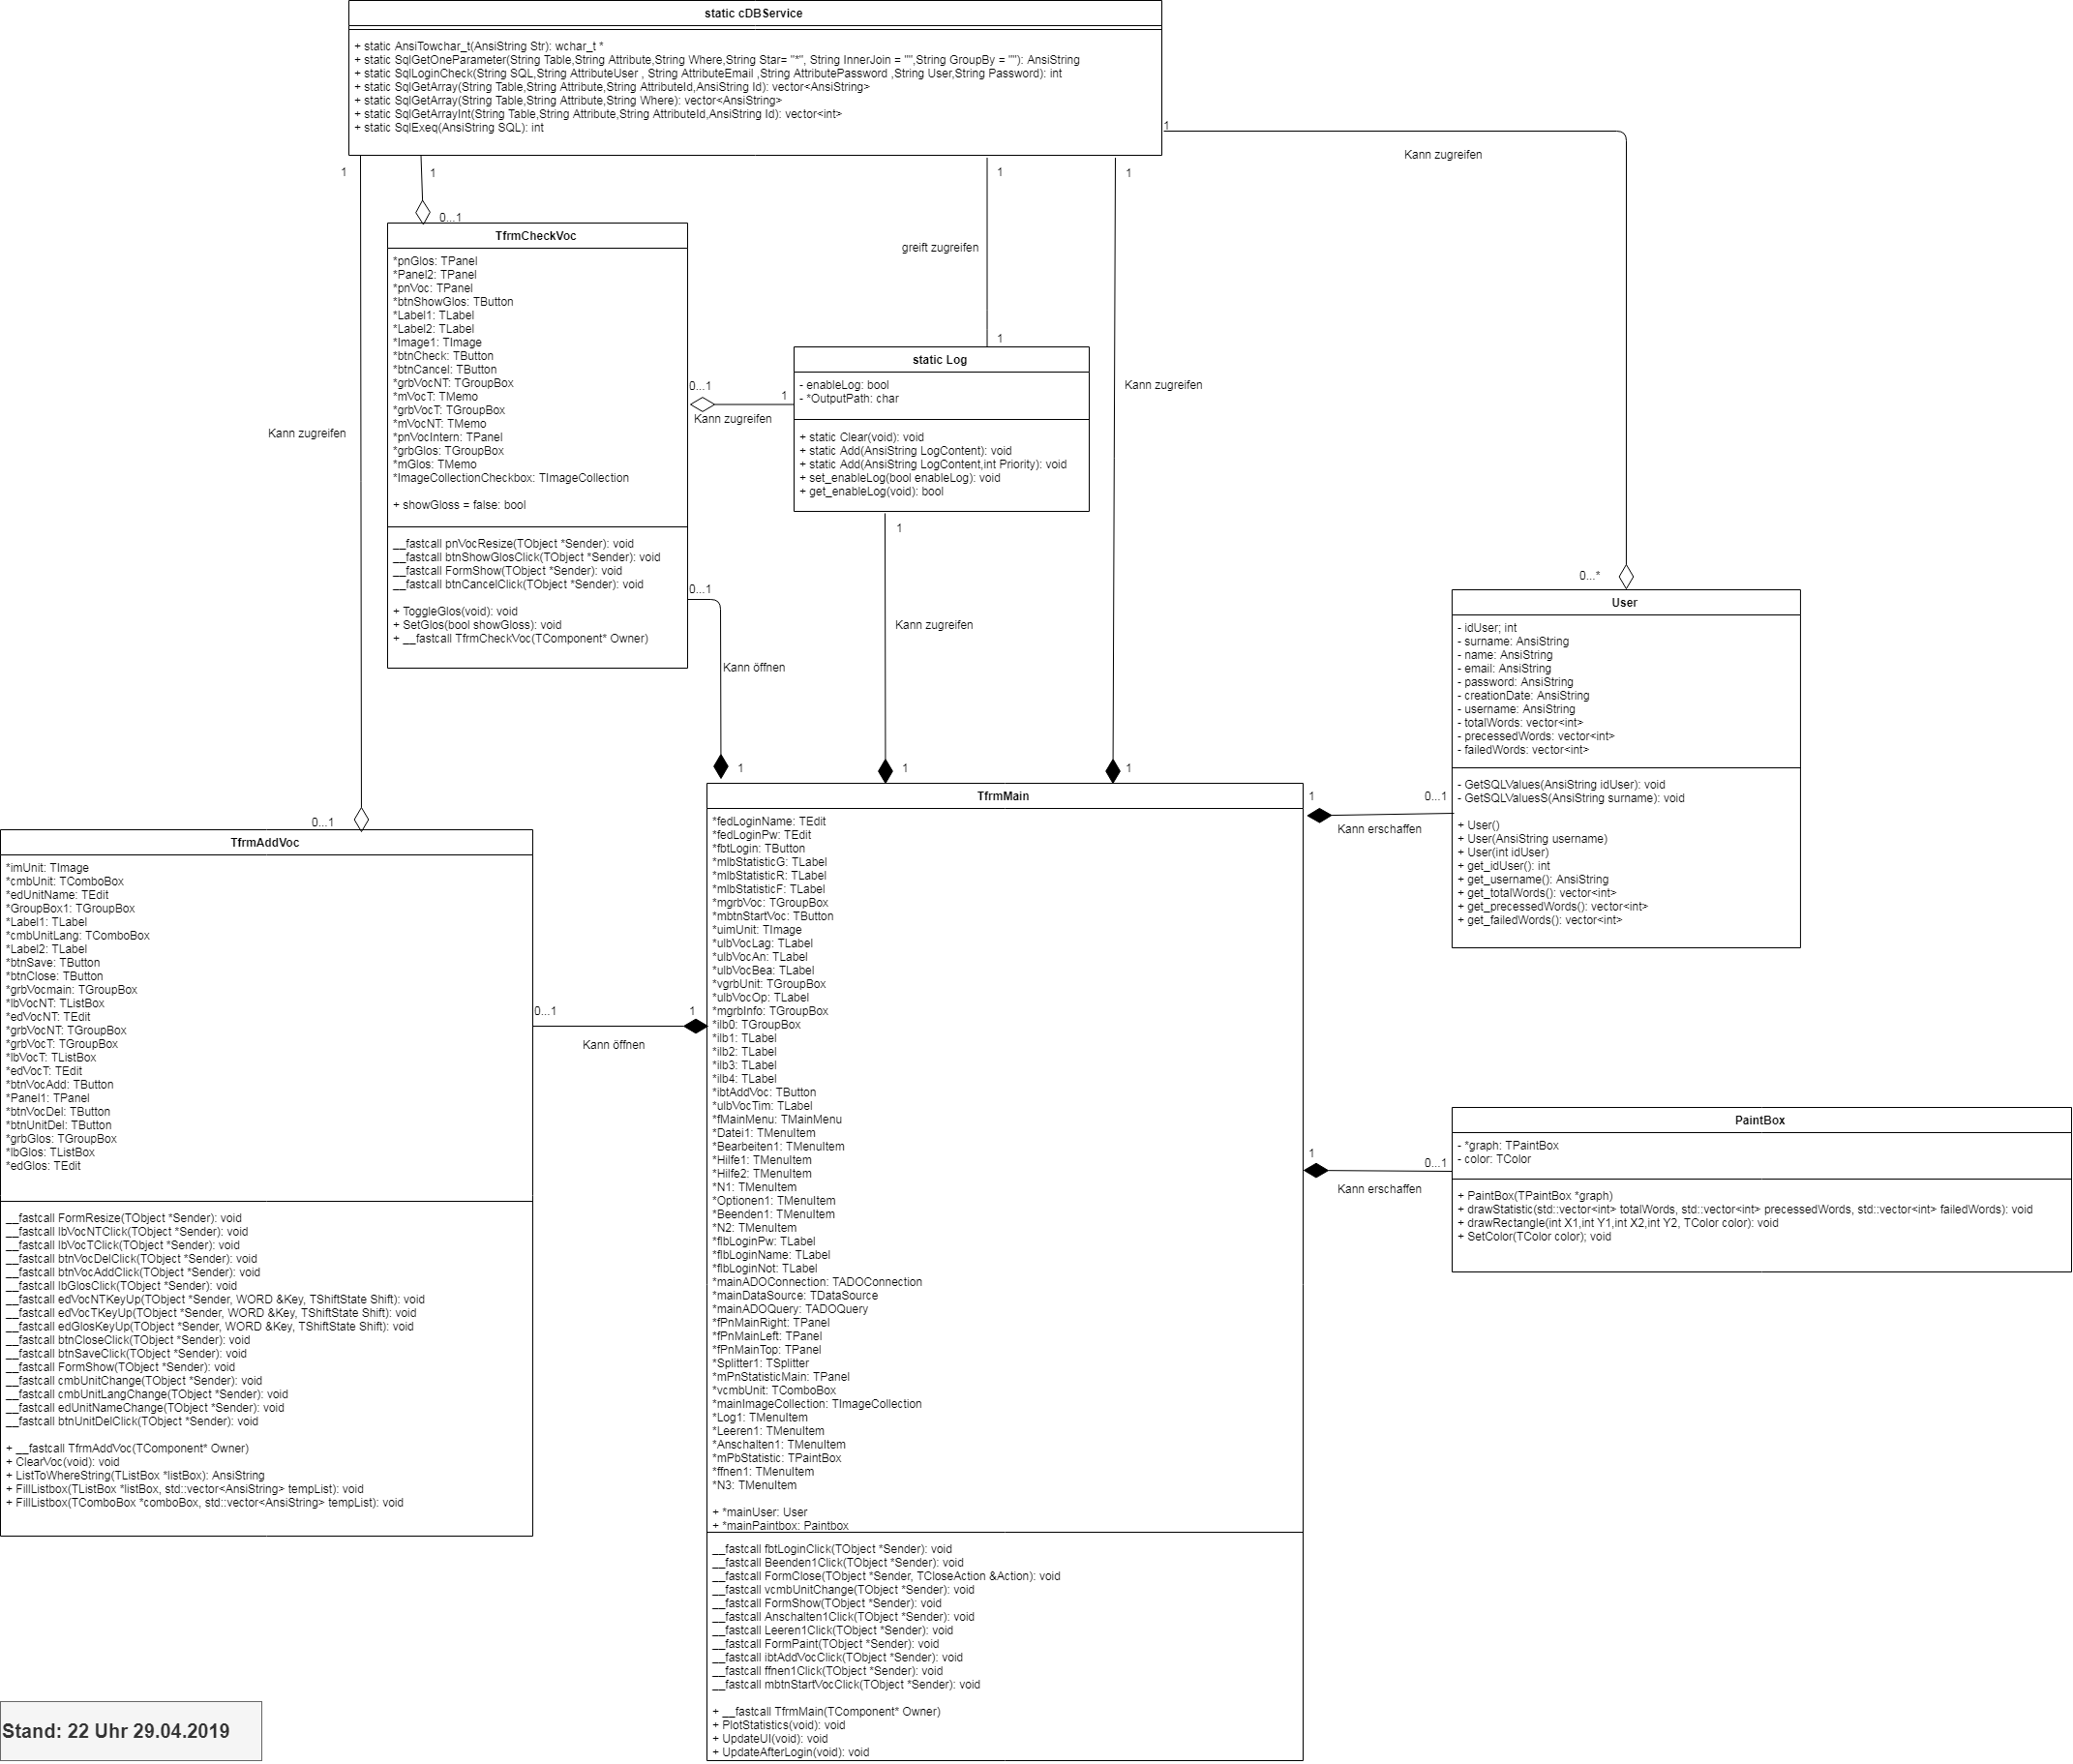 static cDBService
+ static AnsiTowchar_t(AnsiString Str): wchar_t *
+ static SqlGetOneParameter(String Table,String Attribute,String Where,String Star= "*", String InnerJoin = "",String GroupBy = ""): AnsiString
+ static SqlLoginCheck(String SQL,String AttributeUser , String AttributeEmail ,String AttributePassword ,String User,String Password): int
+ static SqlGetArray(String Table,String Attribute,String AttributeId,AnsiString Id): vector<AnsiString>
+ static SqlGetArray(String Table,String Attribute,String Where): vector<AnsiString>
+ static SqlGetArrayInt(String Table,String Attribute,String AttributeId,AnsiString Id): vector<int>
+ static SqlExeq(AnsiString SQL): int
1
Kann zugreifen
1
1
1
1
0...1
greift zugreifen
1
Kann zugreifen
Kann zugreifen
TfrmCheckVoc
*pnGlos: TPanel
*Panel2: TPanel
*pnVoc: TPanel
*btnShowGlos: TButton
*Label1: TLabel
*Label2: TLabel
*Image1: TImage
*btnCheck: TButton
*btnCancel: TButton
*grbVocNT: TGroupBox
*mVocT: TMemo
*grbVocT: TGroupBox
*mVocNT: TMemo
*pnVocIntern: TPanel
*grbGlos: TGroupBox
*mGlos: TMemo
*ImageCollectionCheckbox: TImageCollection
+ showGloss = false: bool
__fastcall pnVocResize(TObject *Sender): void
__fastcall btnShowGlosClick(TObject *Sender): void
__fastcall FormShow(TObject *Sender): void
__fastcall btnCancelClick(TObject *Sender): void
+ ToggleGlos(void): void
+ SetGlos(bool showGloss): void
+ __fastcall TfrmCheckVoc(TComponent* Owner)
0...1
1
Kann zugreifen
static Log
- enableLog: bool
- *OutputPath: char
+ static Clear(void): void
+ static Add(AnsiString LogContent): void
+ static Add(AnsiString LogContent,int Priority): void
+ set_enableLog(bool enableLog): void
+ get_enableLog(void): bool
1
0...1
Kann zugreifen
Kann öffnen
1
1
1
0...*
User
- idUser; int
- surname: AnsiString
- name: AnsiString
- email: AnsiString
- password: AnsiString
- creationDate: AnsiString
- username: AnsiString
- totalWords: vector<int>
- precessedWords: vector<int>
- failedWords: vector<int>
- GetSQLValues(AnsiString idUser): void
- GetSQLValuesS(AnsiString surname): void
+ User()
+ User(AnsiString username)
+ User(int idUser)
+ get_idUser(): int
+ get_username(): AnsiString
+ get_totalWords(): vector<int>
+ get_precessedWords(): vector<int>
+ get_failedWords(): vector<int>
1
0...1
Kann erschaffen
0...1
TfrmAddVoc
*imUnit: TImage
*cmbUnit: TComboBox
*edUnitName: TEdit
*GroupBox1: TGroupBox
*Label1: TLabel
*cmbUnitLang: TComboBox
*Label2: TLabel
*btnSave: TButton
*btnClose: TButton
*grbVocmain: TGroupBox
*lbVocNT: TListBox
*edVocNT: TEdit
*grbVocNT: TGroupBox
*grbVocT: TGroupBox
*lbVocT: TListBox
*edVocT: TEdit
*btnVocAdd: TButton
*Panel1: TPanel
*btnVocDel: TButton
*btnUnitDel: TButton
*grbGlos: TGroupBox
*lbGlos: TListBox
*edGlos: TEdit
__fastcall FormResize(TObject *Sender): void
__fastcall lbVocNTClick(TObject *Sender): void
__fastcall lbVocTClick(TObject *Sender): void
__fastcall btnVocDelClick(TObject *Sender): void
__fastcall btnVocAddClick(TObject *Sender): void
__fastcall lbGlosClick(TObject *Sender): void
__fastcall edVocNTKeyUp(TObject *Sender, WORD &Key, TShiftState Shift): void
__fastcall edVocTKeyUp(TObject *Sender, WORD &Key, TShiftState Shift): void
__fastcall edGlosKeyUp(TObject *Sender, WORD &Key, TShiftState Shift): void
__fastcall btnCloseClick(TObject *Sender): void
__fastcall btnSaveClick(TObject *Sender): void
__fastcall FormShow(TObject *Sender): void
__fastcall cmbUnitChange(TObject *Sender): void
__fastcall cmbUnitLangChange(TObject *Sender): void
__fastcall edUnitNameChange(TObject *Sender): void
__fastcall btnUnitDelClick(TObject *Sender): void
+ __fastcall TfrmAddVoc(TComponent* Owner)
+ ClearVoc(void): void
+ ListToWhereString(TListBox *listBox): AnsiString
+ FillListbox(TListBox *listBox, std::vector<AnsiString> tempList): void
+ FillListbox(TComboBox *comboBox, std::vector<AnsiString> tempList): void
0...1
1
Kann öffnen
TfrmMain
*fedLoginName: TEdit
*fedLoginPw: TEdit
*fbtLogin: TButton
*mlbStatisticG: TLabel
*mlbStatisticR: TLabel
*mlbStatisticF: TLabel
*mgrbVoc: TGroupBox
*mbtnStartVoc: TButton
*uimUnit: TImage
*ulbVocLag: TLabel
*ulbVocAn: TLabel
*ulbVocBea: TLabel
*vgrbUnit: TGroupBox
*ulbVocOp: TLabel
*mgrbInfo: TGroupBox
*ilb0: TGroupBox
*ilb1: TLabel
*ilb2: TLabel
*ilb3: TLabel
*ilb4: TLabel
*ibtAddVoc: TButton
*ulbVocTim: TLabel
*fMainMenu: TMainMenu
*Datei1: TMenuItem
*Bearbeiten1: TMenuItem
*Hilfe1: TMenuItem
*Hilfe2: TMenuItem
*N1: TMenuItem
*Optionen1: TMenuItem
*Beenden1: TMenuItem
*N2: TMenuItem
*flbLoginPw: TLabel
*flbLoginName: TLabel
*flbLoginNot: TLabel
*mainADOConnection: TADOConnection
*mainDataSource: TDataSource
*mainADOQuery: TADOQuery
*fPnMainRight: TPanel
*fPnMainLeft: TPanel
*fPnMainTop: TPanel
*Splitter1: TSplitter
*mPnStatisticMain: TPanel
*vcmbUnit: TComboBox
*mainImageCollection: TImageCollection
*Log1: TMenuItem
*Leeren1: TMenuItem
*Anschalten1: TMenuItem
*mPbStatistic: TPaintBox
*ffnen1: TMenuItem
*N3: TMenuItem
+ *mainUser: User
+ *mainPaintbox: Paintbox
__fastcall fbtLoginClick(TObject *Sender): void
__fastcall Beenden1Click(TObject *Sender): void
__fastcall FormClose(TObject *Sender, TCloseAction &Action): void
__fastcall vcmbUnitChange(TObject *Sender): void
__fastcall FormShow(TObject *Sender): void
__fastcall Anschalten1Click(TObject *Sender): void
__fastcall Leeren1Click(TObject *Sender): void
__fastcall FormPaint(TObject *Sender): void
__fastcall ibtAddVocClick(TObject *Sender): void
__fastcall ffnen1Click(TObject *Sender): void
__fastcall mbtnStartVocClick(TObject *Sender): void
+ __fastcall TfrmMain(TComponent* Owner)
+ PlotStatistics(void): void
+ UpdateUI(void): void
+ UpdateAfterLogin(void): void
1
0...1
Kann erschaffen
PaintBox
- *graph: TPaintBox
- color: TColor
+ PaintBox(TPaintBox *graph)
+ drawStatistic(std::vector<int> totalWords, std::vector<int> precessedWords, std::vector<int> failedWords): void
+ drawRectangle(int X1,int Y1,int X2,int Y2, TColor color): void
+ SetColor(TColor color); void
Stand: 22 Uhr 29.04.2019